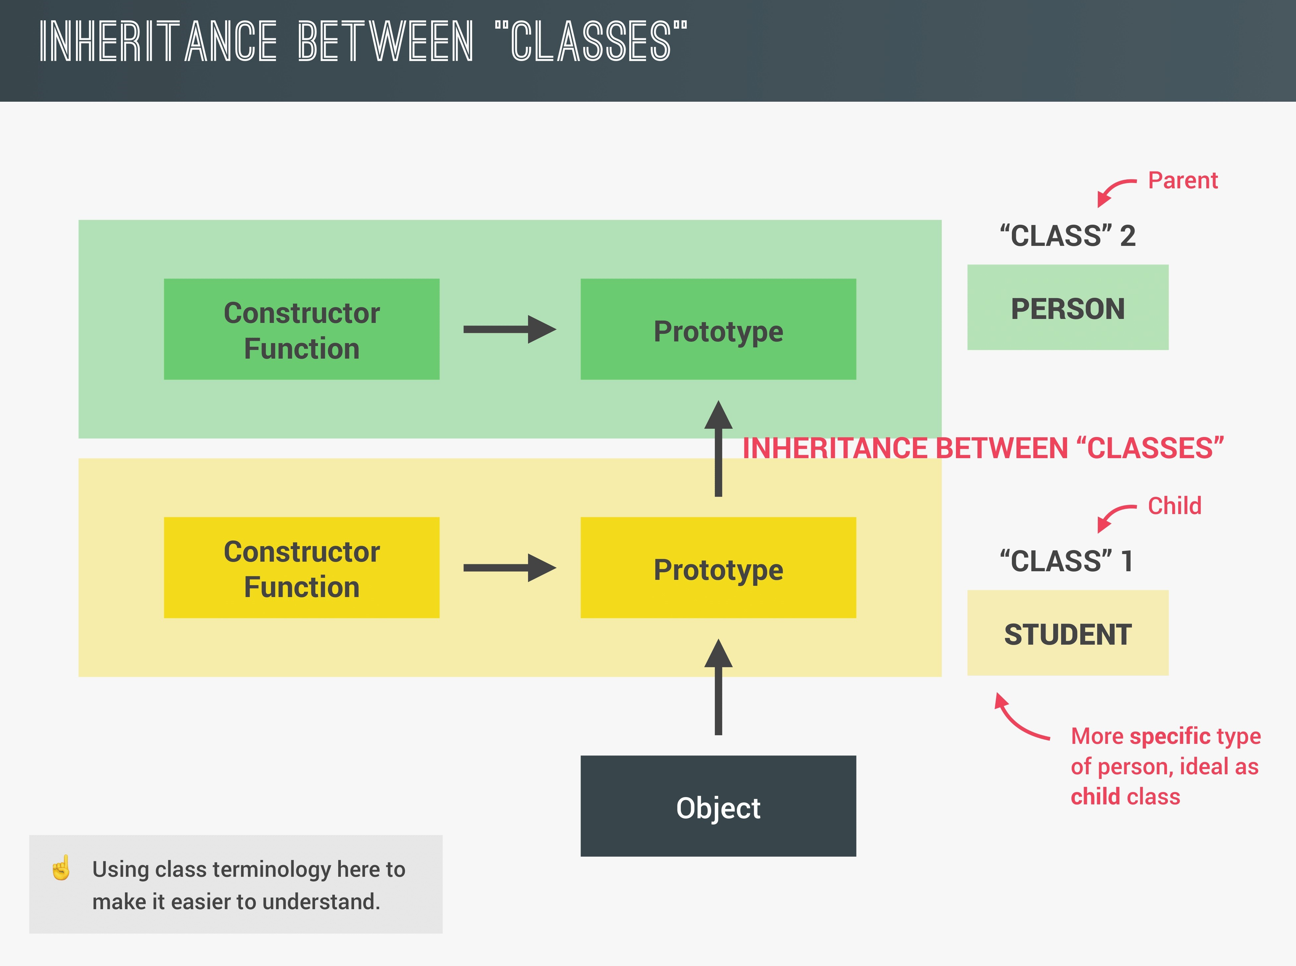 INHERITANCE BETWEEN "CLASSES"
Parent
“CLASS” 2
Constructor
Function
Prototype
PERSON
INHERITANCE BETWEEN “CLASSES”
Child
“CLASS” 1
Constructor
Function
Prototype
STUDENT
More specific type
of person, ideal as
child class
Object
☝️ Using class terminology here to
make it easier to understand.